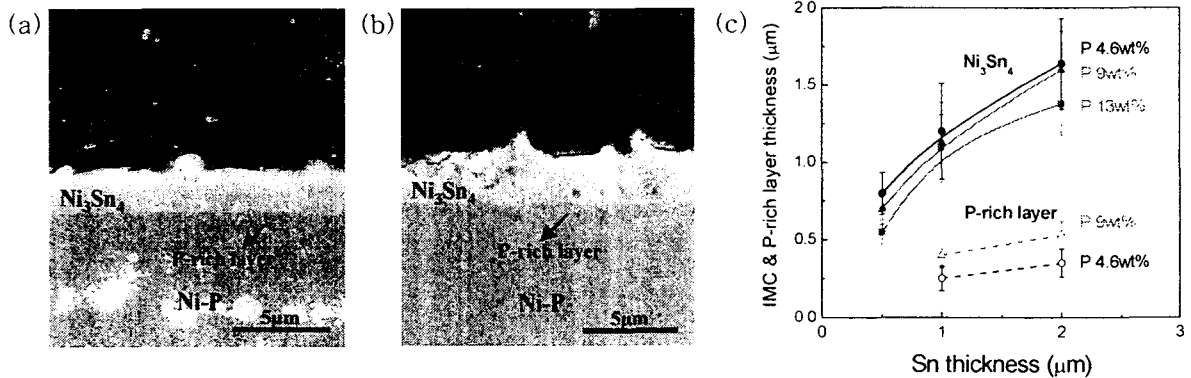 (a)
Ni₃Sn₄
P-rich layer
Ni-P
5μm
(b)
Ni₃Sn₄
P-rich layer
Ni-P
5μm
(c)
IMC & P-rich layer thickness (μm)
2.0
1.5
1.0
0.5
0.0
Ni₃Sn₄
P 4.6wt%
P 9wt%
P 13wt%
P-rich layer
P 9wt%
P 4.6wt%
0
1
2
3
Sn thickness (μm)